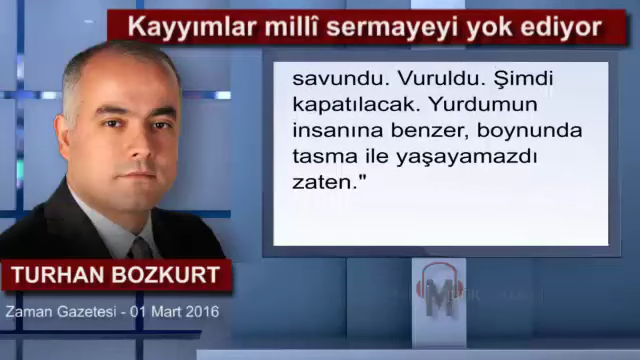 Kayyımlar millî sermayeyi yok ediyor
savundu. Vuruldu. Şimdi
kapatılacak. Yurdumun
insanına benzer, boynunda
tasma ile yaşayamazdı
zaten."
TURHAN BOZKURT
Zaman Gazetesi - 01 Mart 2016
M